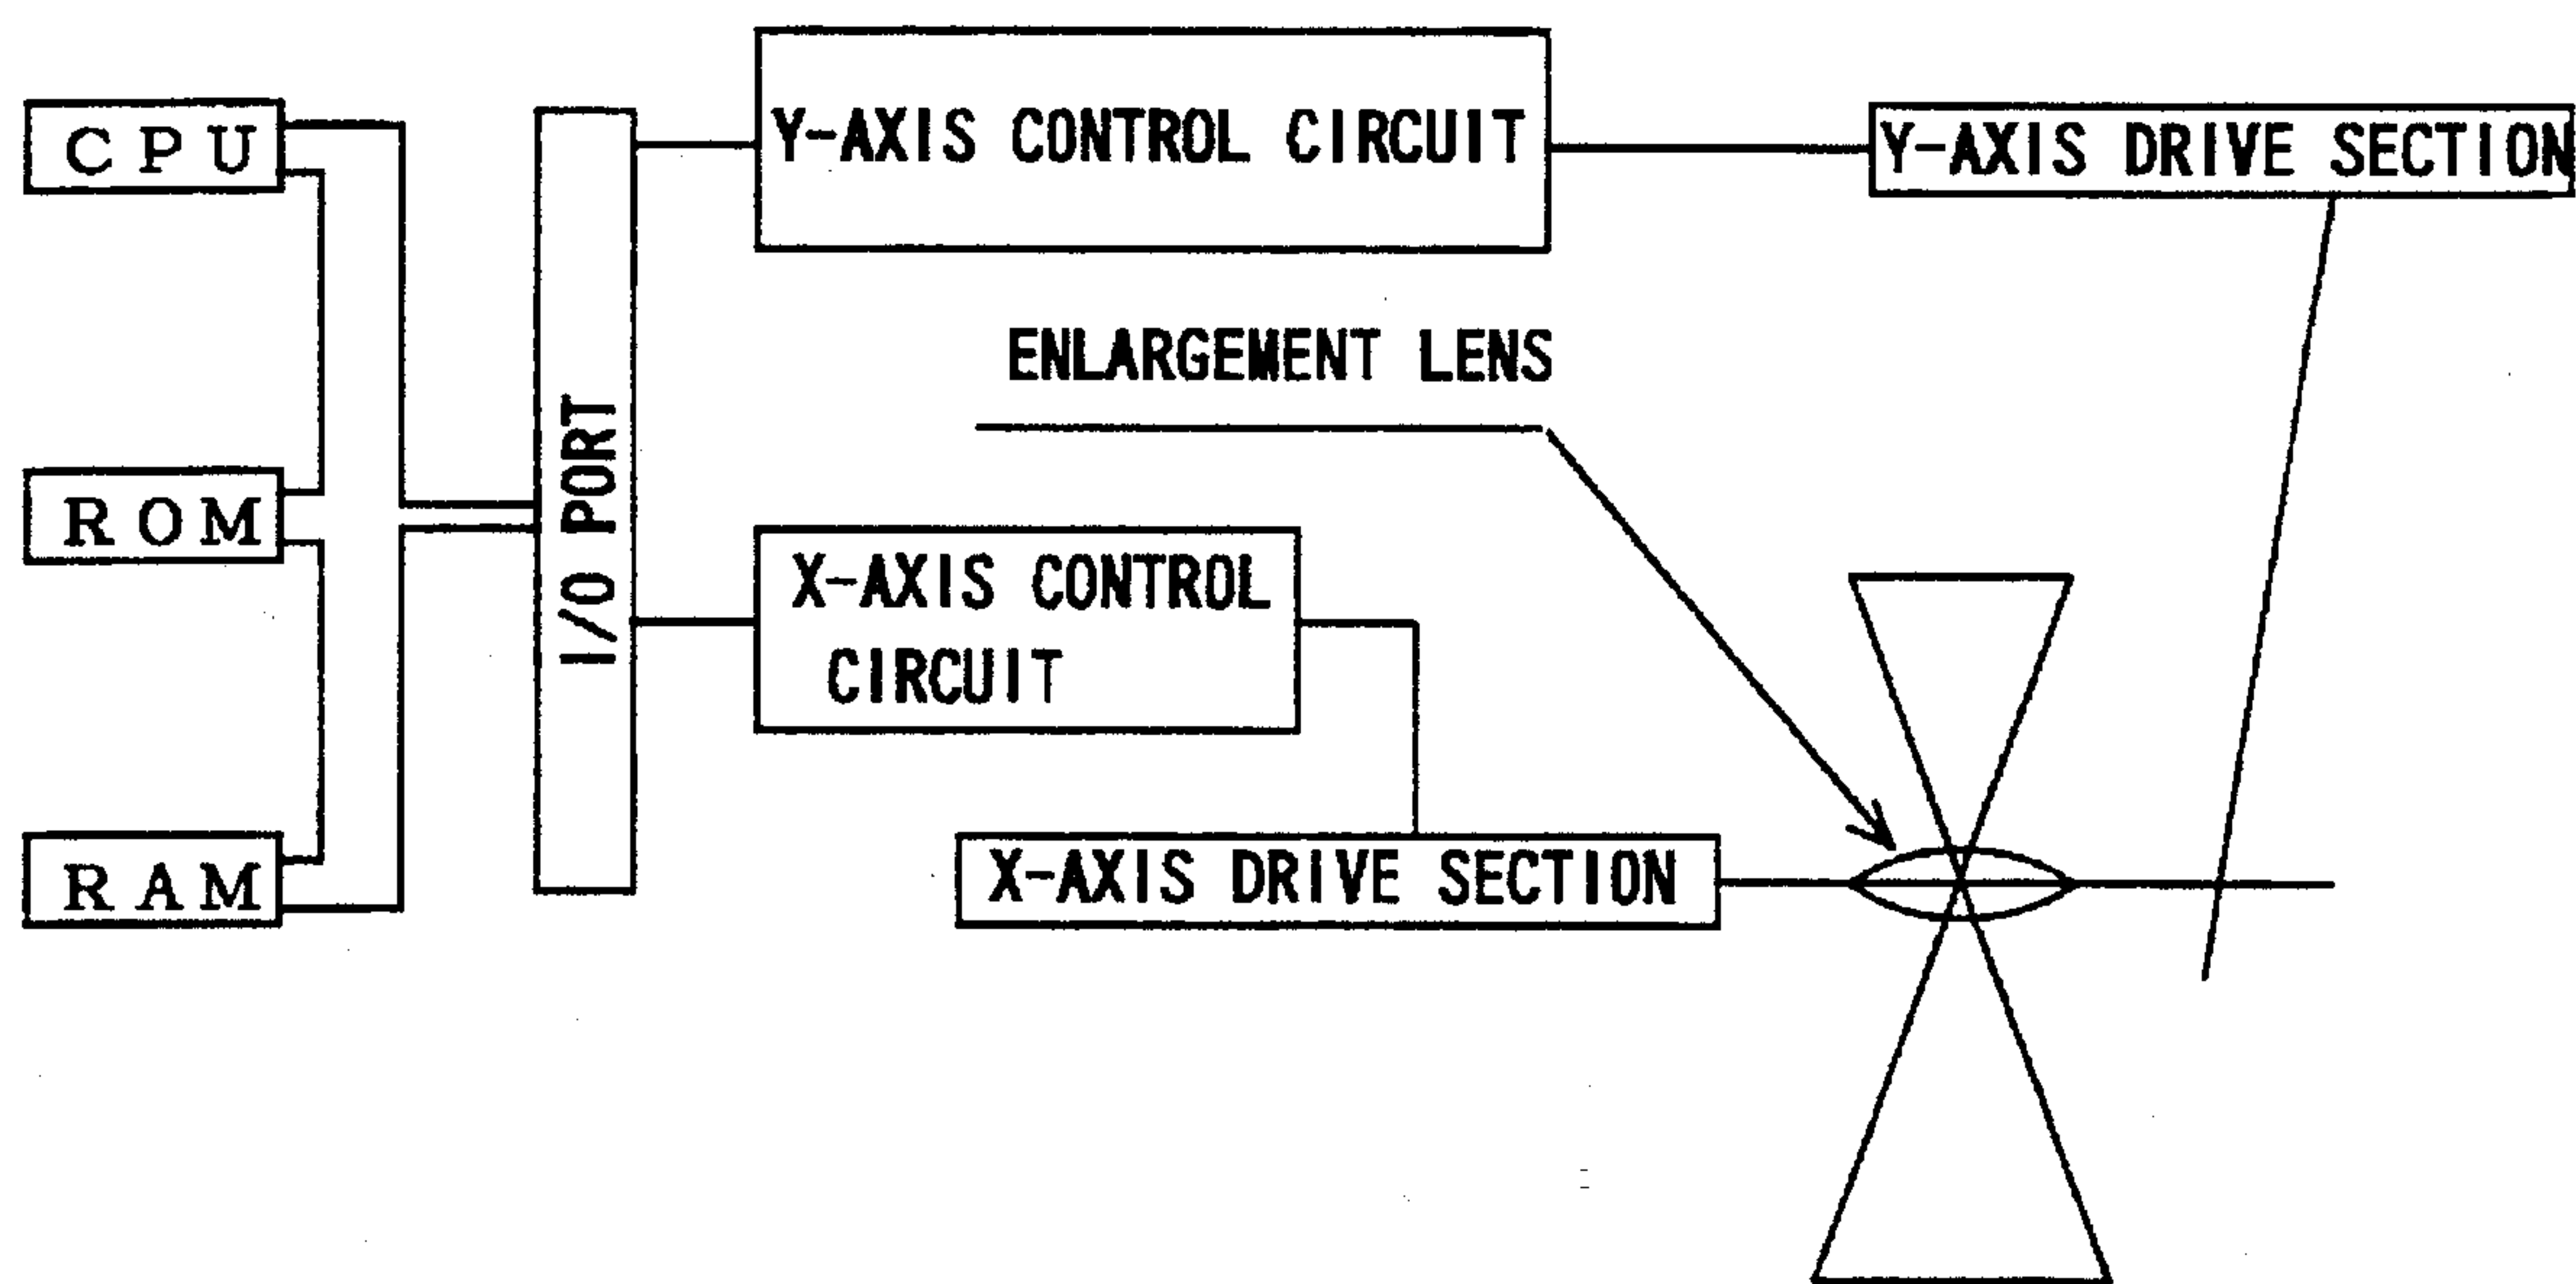 CPU
Y-AXIS CONTROL CIRCUIT
Y-AXIS DRIVE SECTION
ENLARGEMENT LENS
ROM
I/O PORT
X-AXIS CONTROL
CIRCUIT
RAM
X-AXIS DRIVE SECTION